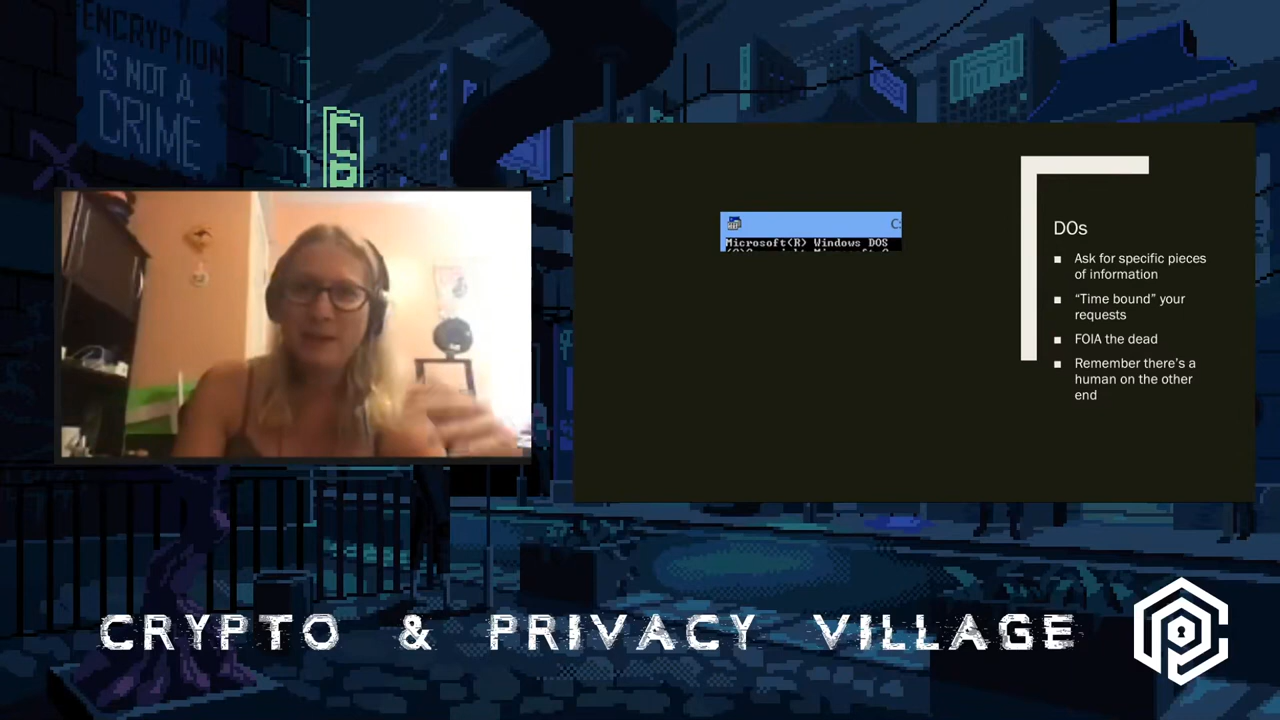 ENCRYPTION
IS NOT A
CRIME
Microsoft(R) Windows DOS
DOs
Ask for specific pieces
of information
“Time bound” your
requests
FOIA the dead
Remember there’s a
human on the other
end
CRYPTO & PRIVACY VILLAGE